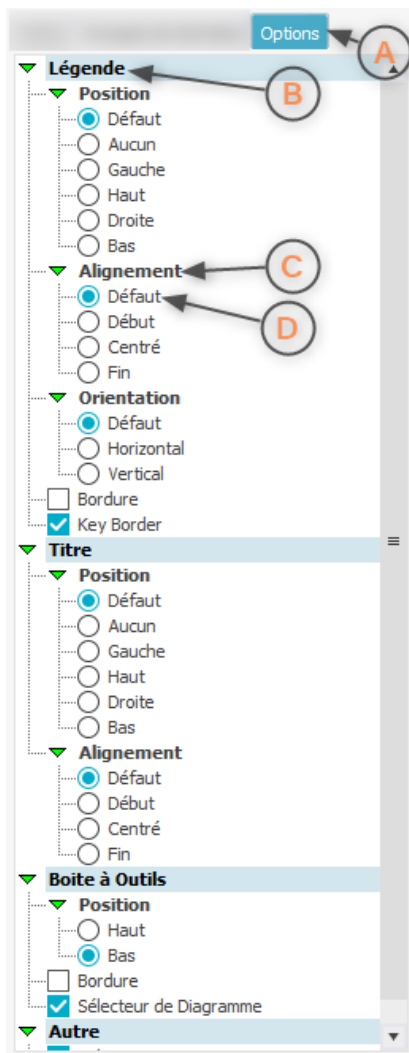 Options
A
Légende
B
Position
Défaut
Aucun
Gauche
Haut
Droite
Bas
Alignement
C
Défaut
D
Début
Centré
Fin
Orientation
Défaut
Horizontal
Vertical
Bordure
Key Border
Titre
Position
Défaut
Aucun
Gauche
Haut
Droite
Bas
Alignement
Défaut
Début
Centré
Fin
Boite à Outils
Position
Haut
Bas
Bordure
Sélecteur de Diagramme
Autre